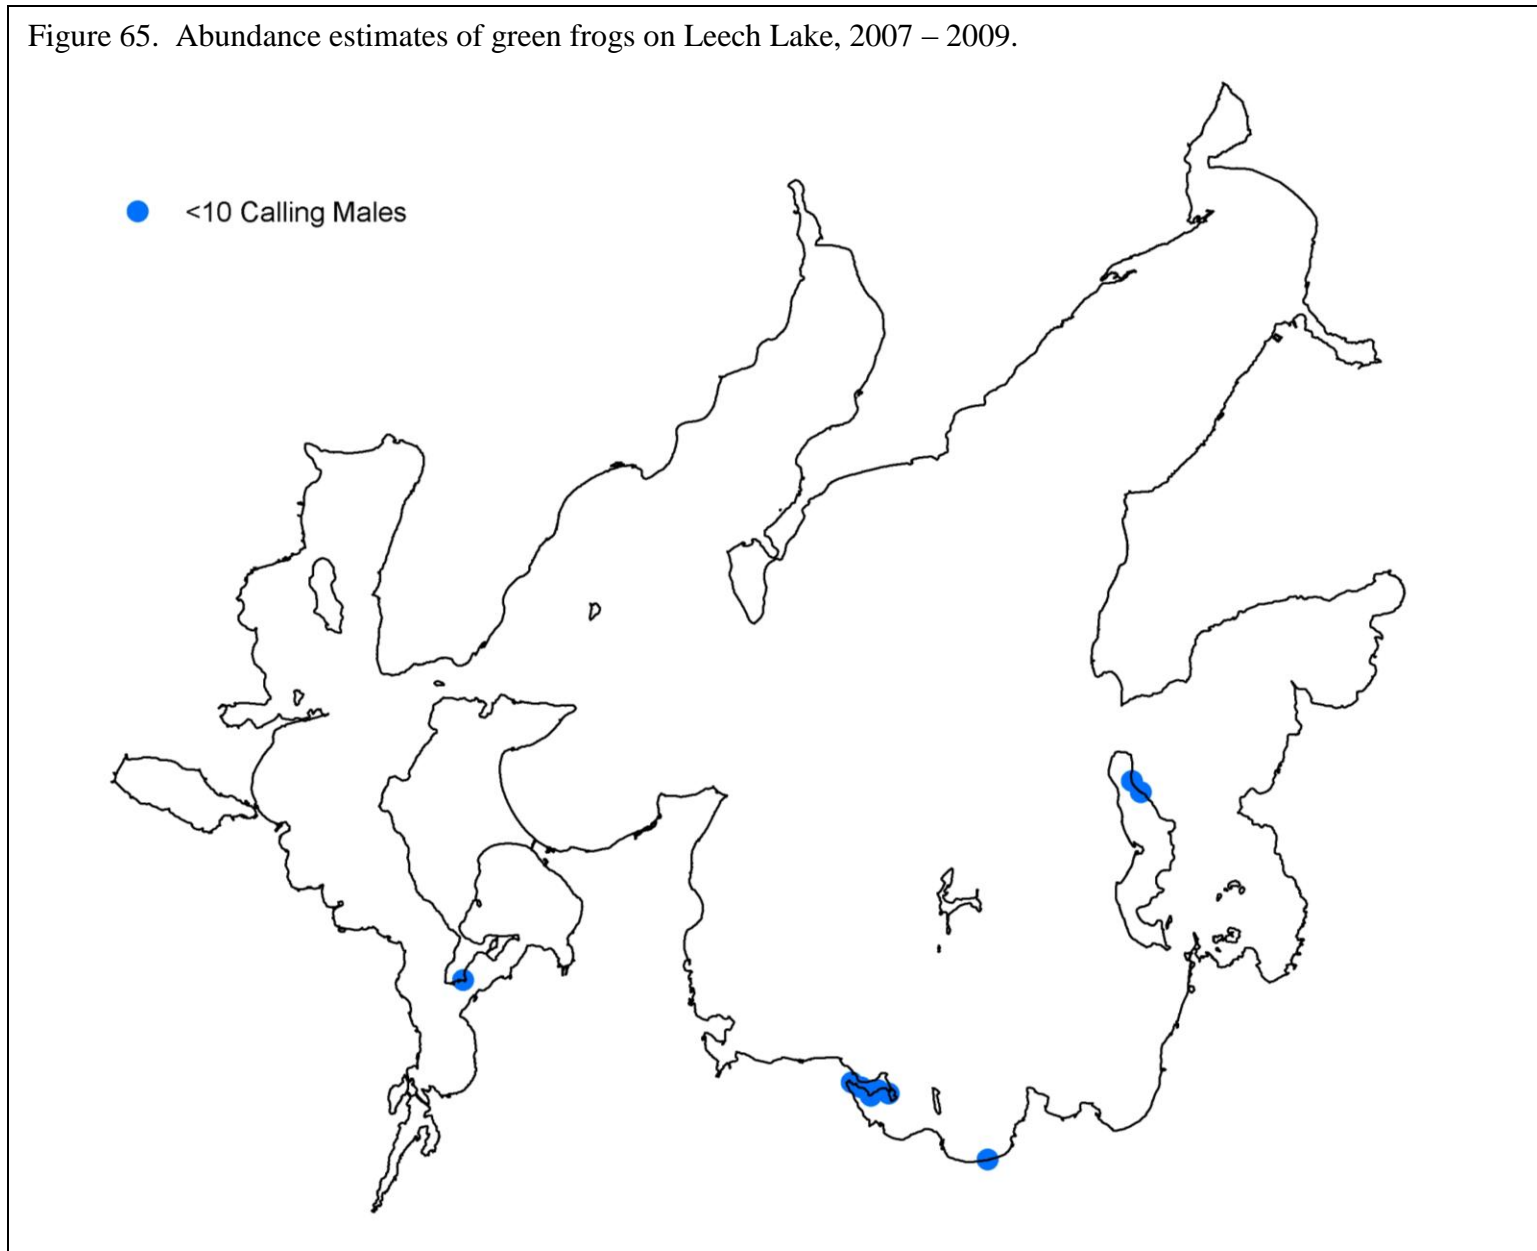 Figure 65.  Abundance estimates of green frogs on Leech Lake, 2007 – 2009.
<10 Calling Males